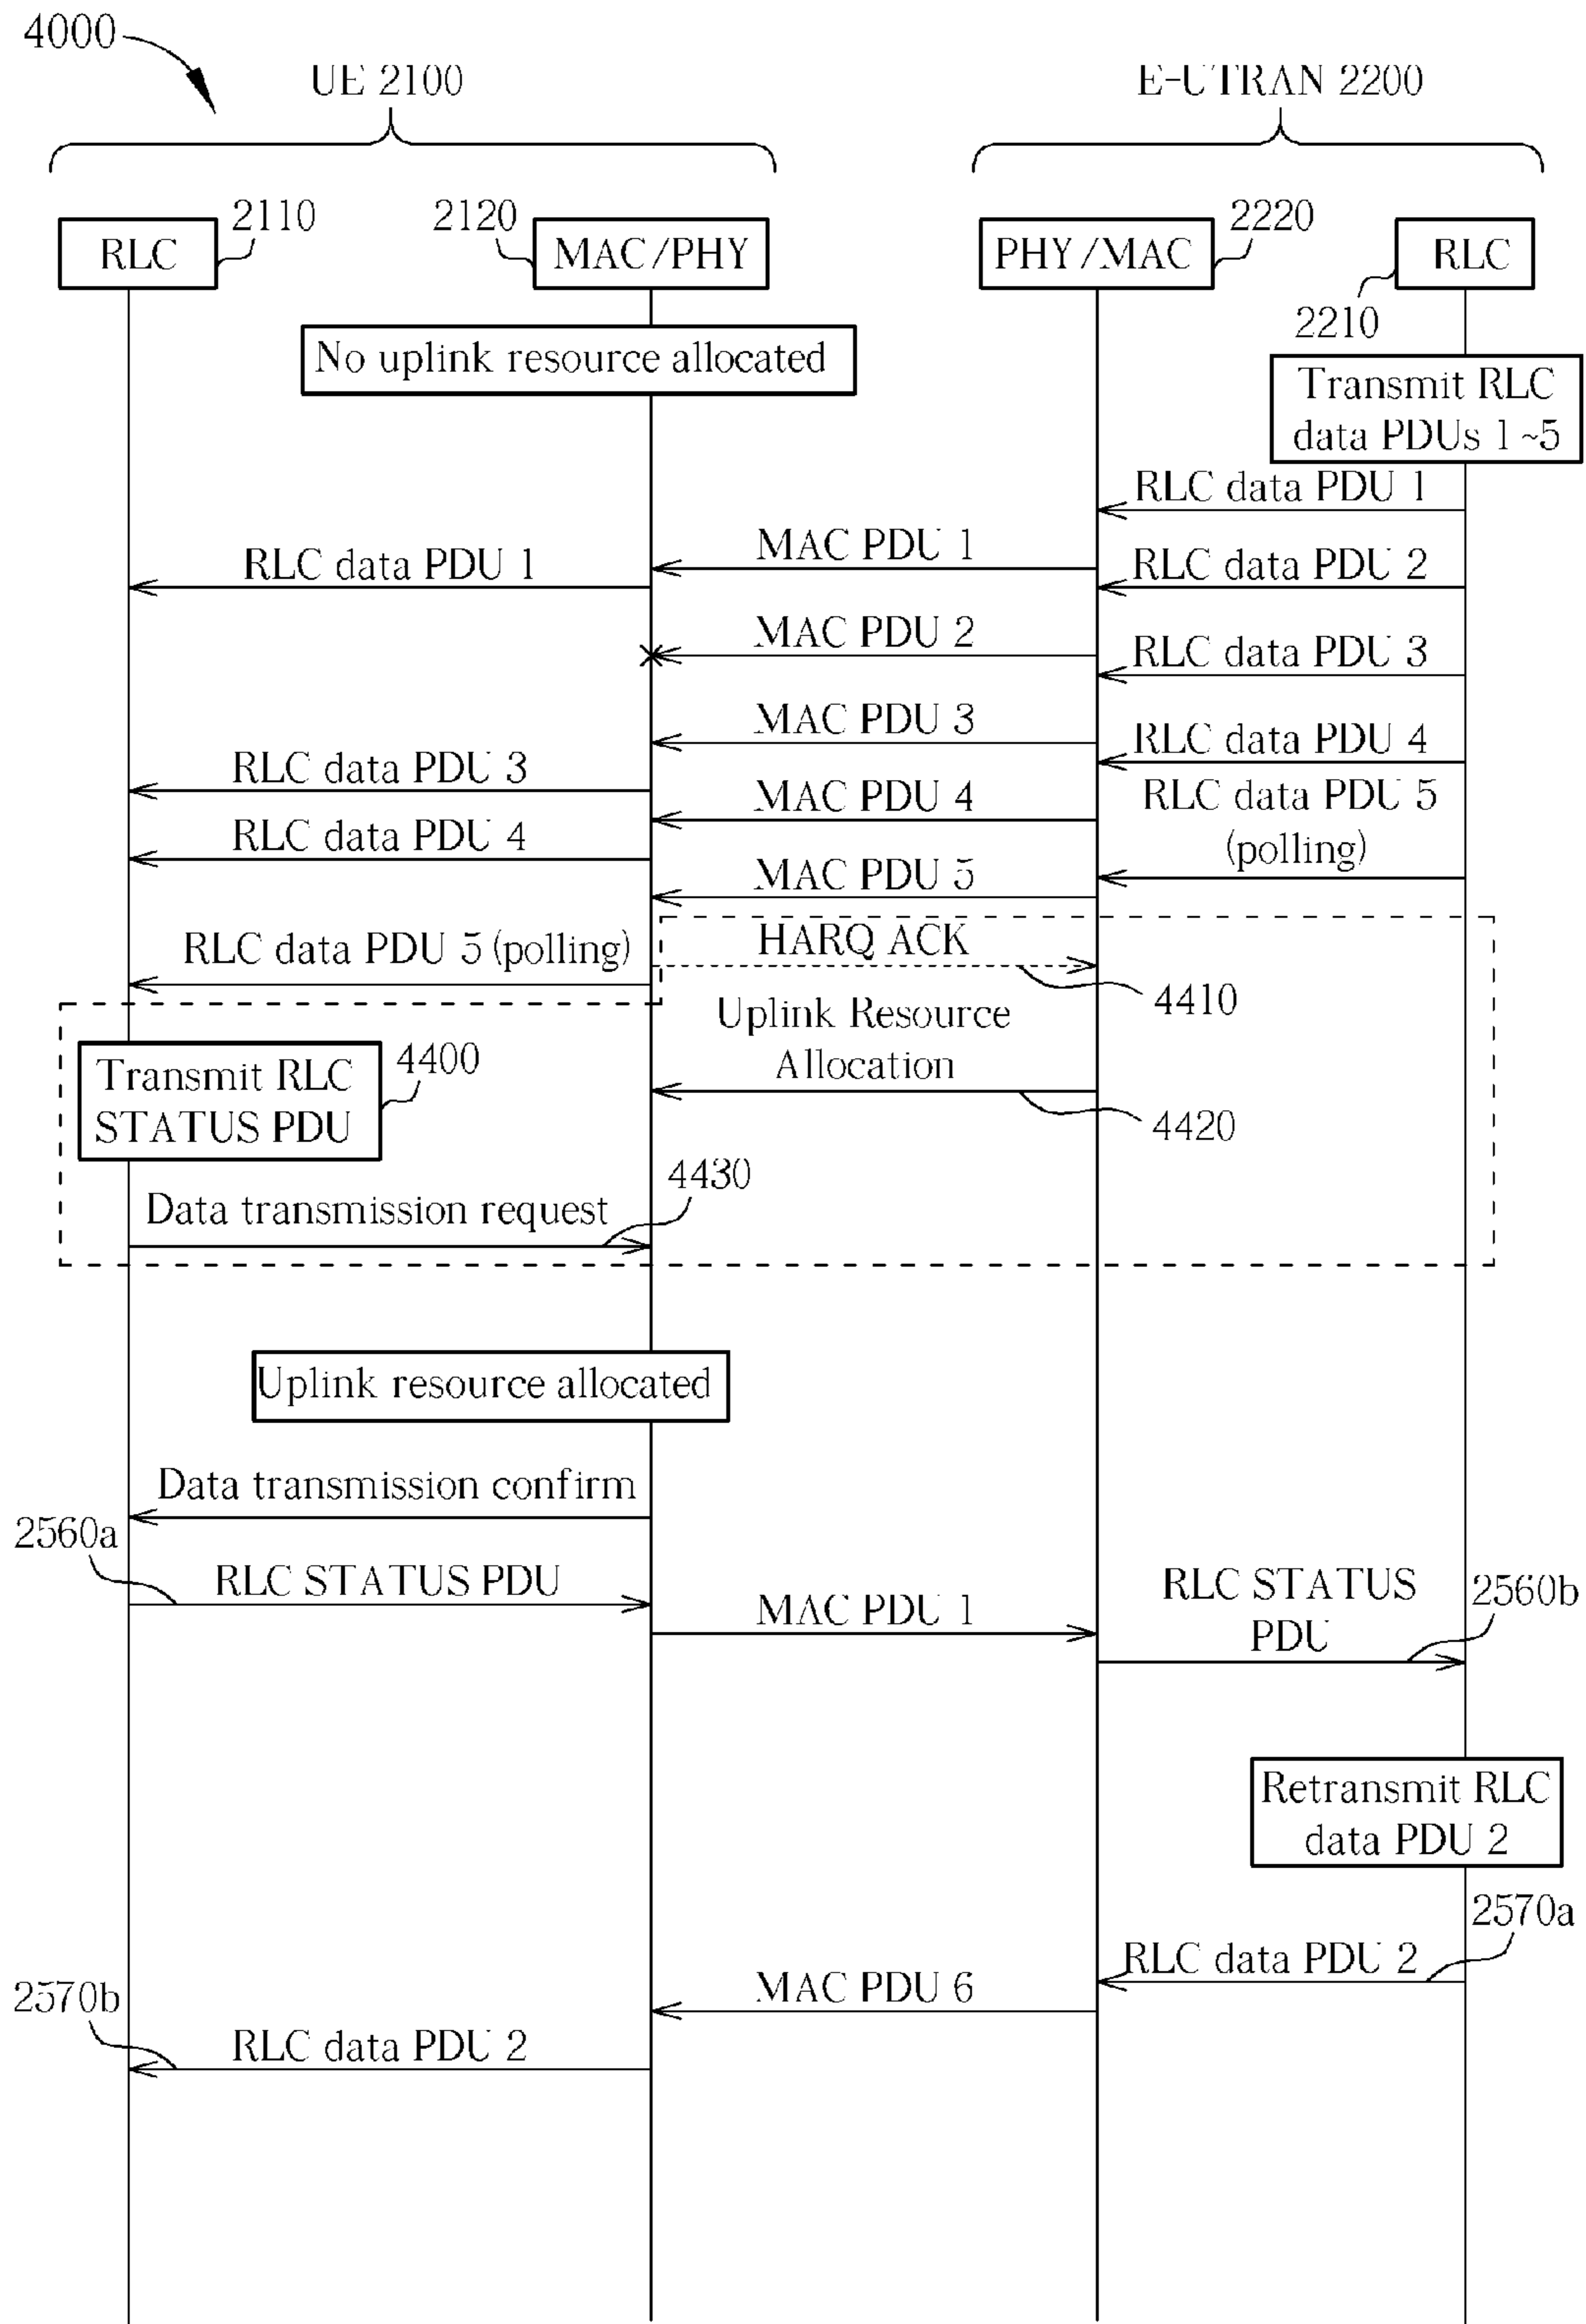 4000
UE 2100
E-UTRAN 2200
RLC
2110
2120
MAC/PHY
PHY/MAC
2220
RLC
2210
No uplink resource allocated
Transmit RLC
data PDUs 1~5
RLC data PDU 1
MAC PDU 1
RLC data PDU 1
RLC data PDU 2
MAC PDU 2
RLC data PDU 3
MAC PDU 3
RLC data PDU 4
RLC data PDU 3
MAC PDU 4
RLC data PDU 5
(polling)
RLC data PDU 4
MAC PDU 5
RLC data PDU 5 (polling)
HARQ ACK
4410
Uplink Resource
Allocation
4420
Transmit RLC
STATUS PDU
4400
4430
Data transmission request
Uplink resource allocated
Data transmission confirm
2560a
RLC STATUS PDU
MAC PDU 1
RLC STATUS
PDU
2560b
Retransmit RLC
data PDU 2
2570a
RLC data PDU 2
MAC PDU 6
2570b
RLC data PDU 2